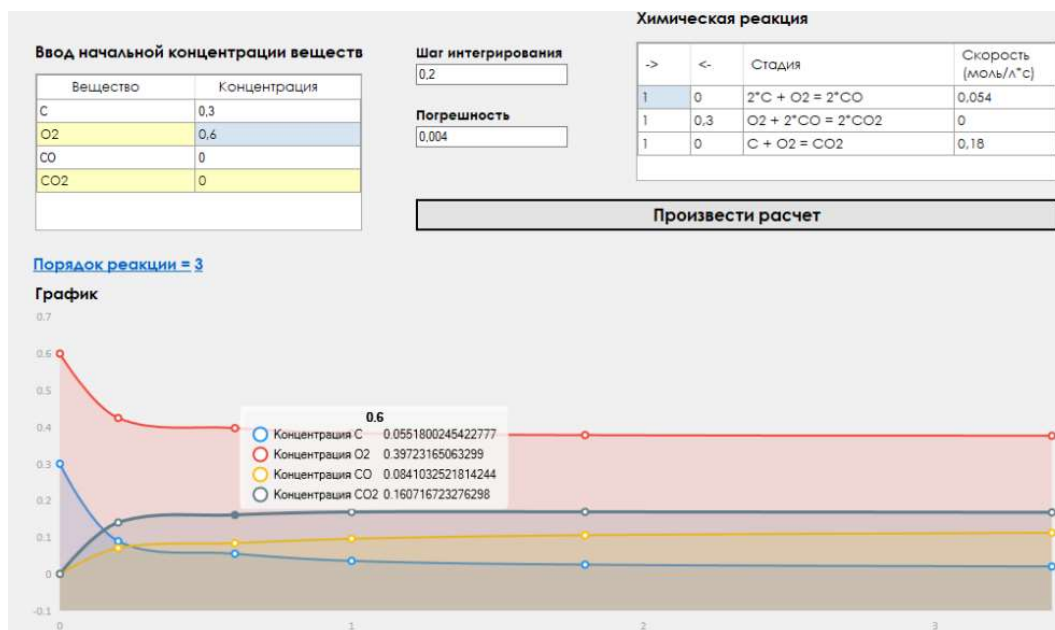 Химическая реакция
Ввод начальной концентрации веществ
Вещество Концентрация
C 0,3
O2 0,6
CO 0
CO2 0
Шаг интегрирования
0,2
Погрешность
0,004
-> <- Стадия Скорость (моль/л*с)
1 0 2*C + O2 = 2*CO 0,054
1 0,3 O2 + 2*CO = 2*CO2 0
1 0 C + O2 = CO2 0,18
Произвести расчет
Порядок реакции = 3
График
0.7
0.6
0.5
0.4
0.3
0.2
0.1
0
-0.1
0.6
Концентрация C 0.0551800245422777
Концентрация O2 0.39723165063299
Концентрация CO 0.0841032521814244
Концентрация CO2 0.160716723276298
0 1 2 3